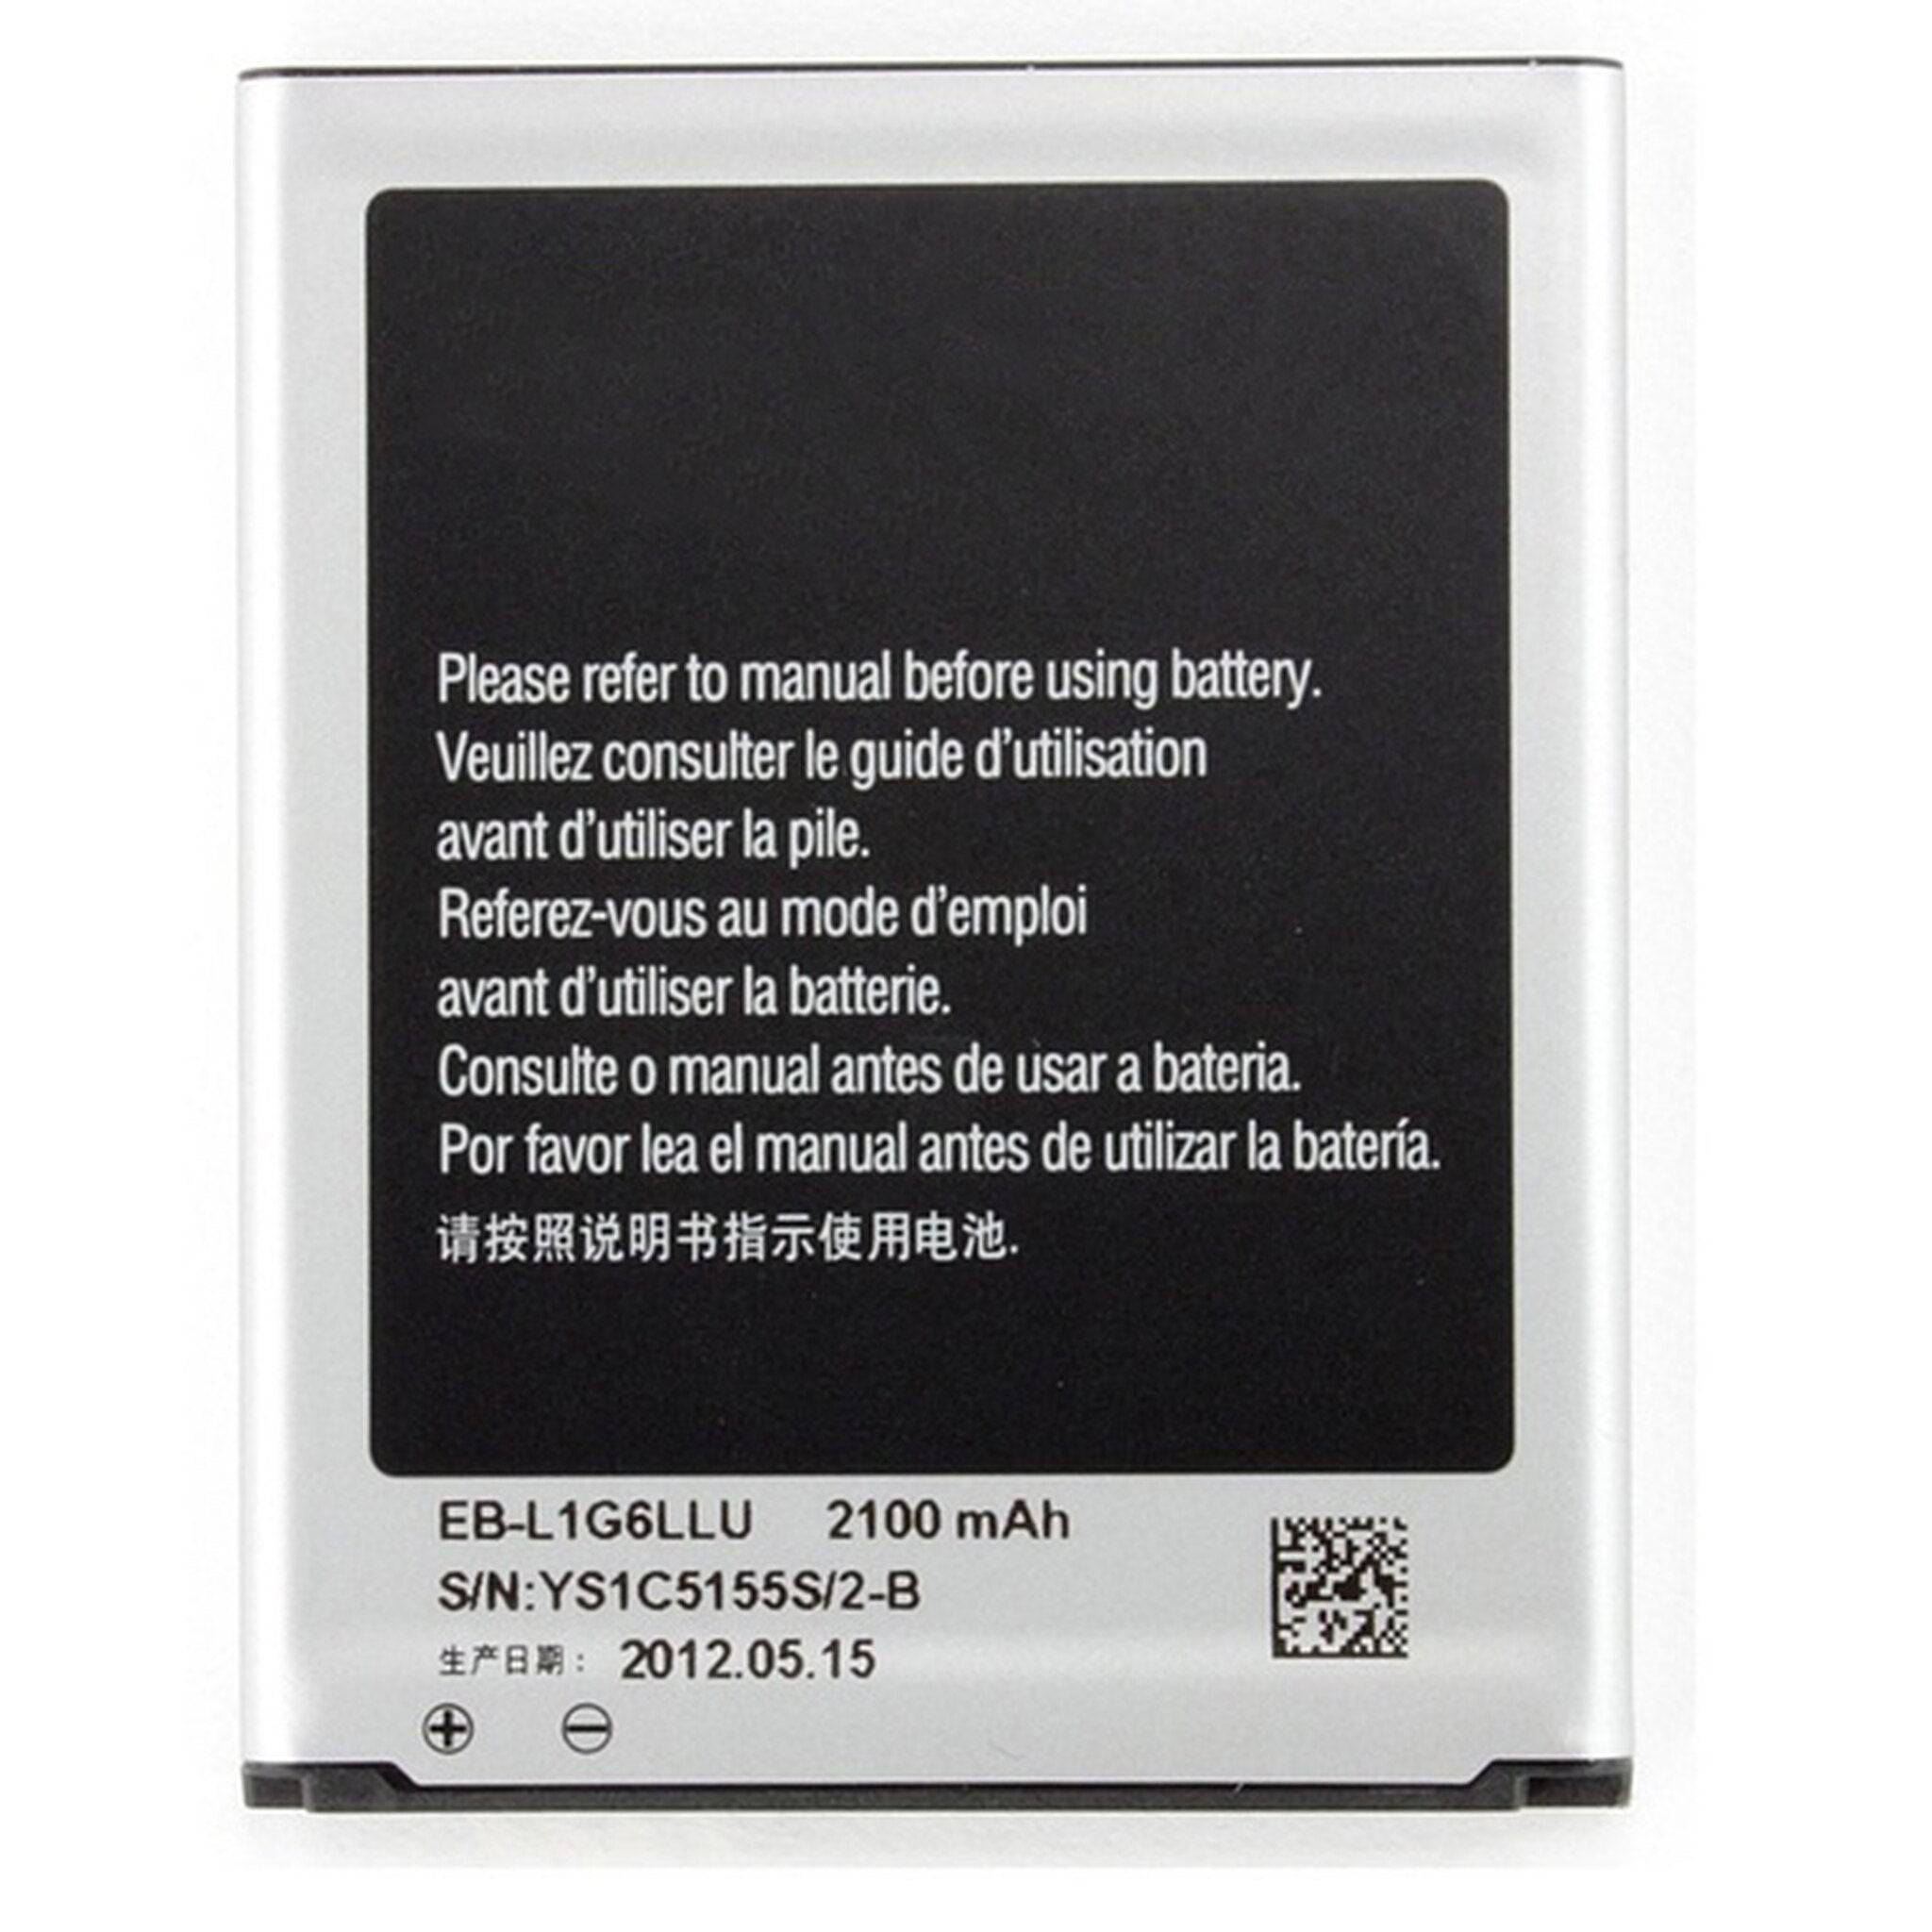 Please refer to manual before using battery.
Veuillez consulter le guide d'utilisation
avant d'utiliser la pile.
Referez-vous au mode d'emploi
avant d'utiliser la batterie.
Consulte o manual antes de usar a bateria.
Por favor lea el manual antes de utilizar la batería.
请按照说明书指示使用电池.
EB-L1G6LLU 2100 mAh
S/N:YS1C5155S/2-B
生产日期: 2012.05.15